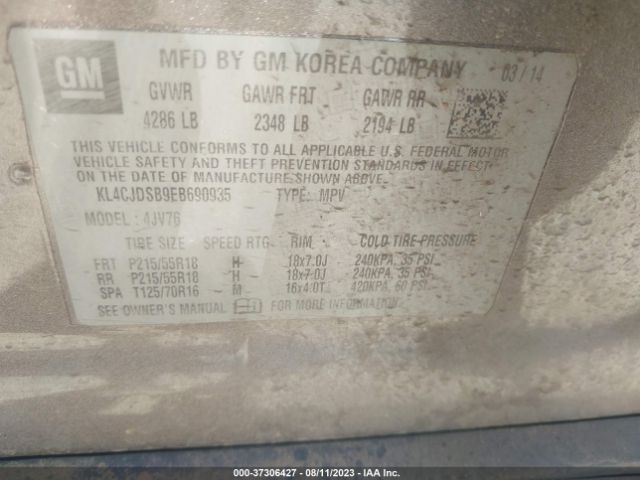 GM
MFD BY GM KOREA COMPANY 03/14
GVWR GAWR FRT GAWR RR
4286 LB 2348 LB 2194 LB
THIS VEHICLE CONFORMS TO ALL APPLICABLE U.S. FEDERAL MOTOR
VEHICLE SAFETY AND THEFT PREVENTION STANDARDS IN EFFECT ON
THE DATE OF MANUFACTURE SHOWN ABOVE.
KL4CJDSB9EB690935 TYPE: MPV
MODEL: 4JV76
TIRE SIZE SPEED RTG RIM COLD TIRE PRESSURE
FRT P215/55R18 H 18x7.0J 240KPA, 35 PSI
RR P215/55R18 H 18x7.0J 240KPA, 35 PSI
SPA T125/70R16 M 16x4.0T 420KPA, 60 PSI
SEE OWNER'S MANUAL FOR MORE INFORMATION
© COPART - 37306427 - 08/11/2023 - IAA Inc.